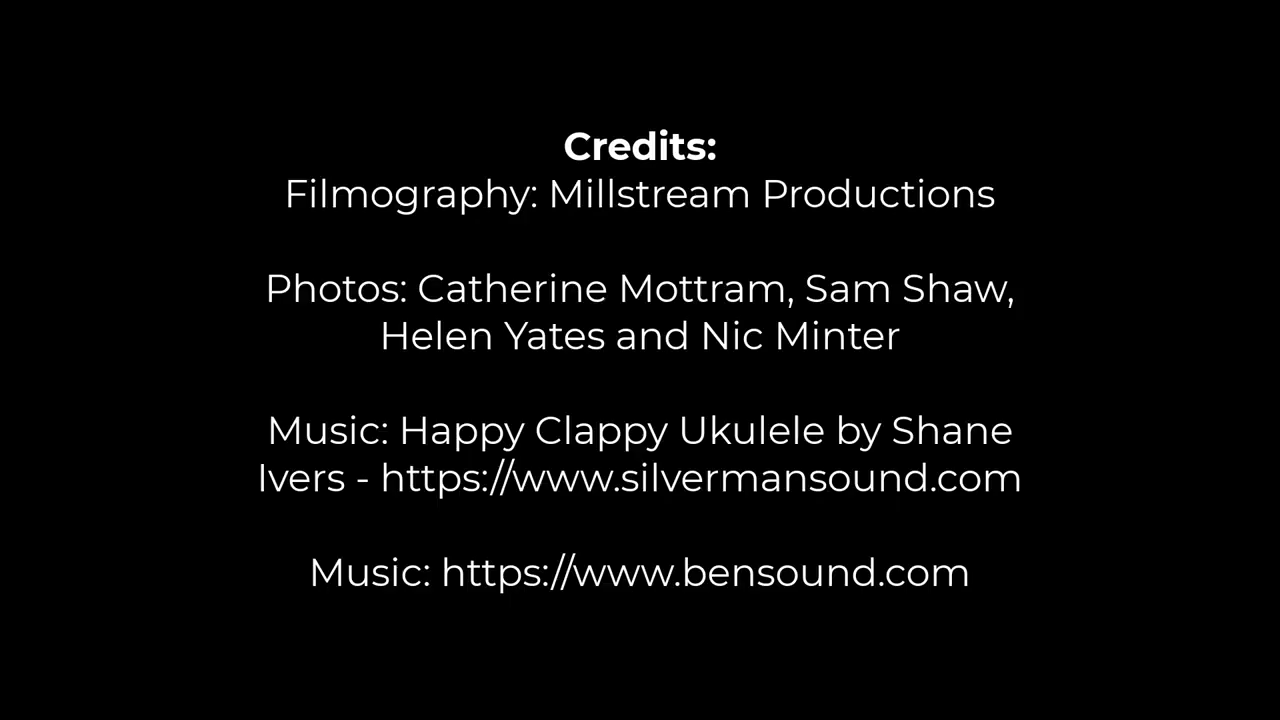 Credits:
Filmography: Millstream Productions
Photos: Catherine Mottram, Sam Shaw,
Helen Yates and Nic Minter
Music: Happy Clappy Ukulele by Shane
Ivers - https://www.silvermansound.com
Music: https://www.bensound.com